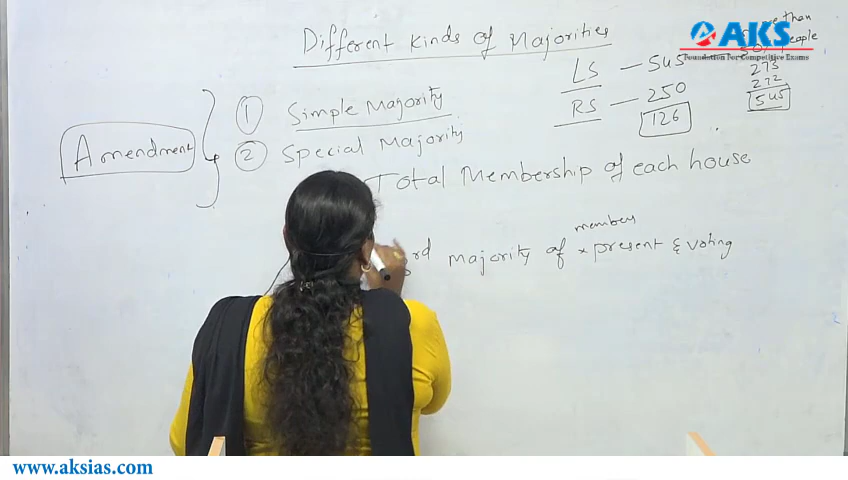 Different Kinds of Majorities
AKS
Foundation For Competitive Exams
than
people
LS — 545
273
272
545
RS — 250
126
① Simple Majority
② Special Majority
Amendment
Total Membership of each house
members
rd majority of × present & voting
www.aksias.com